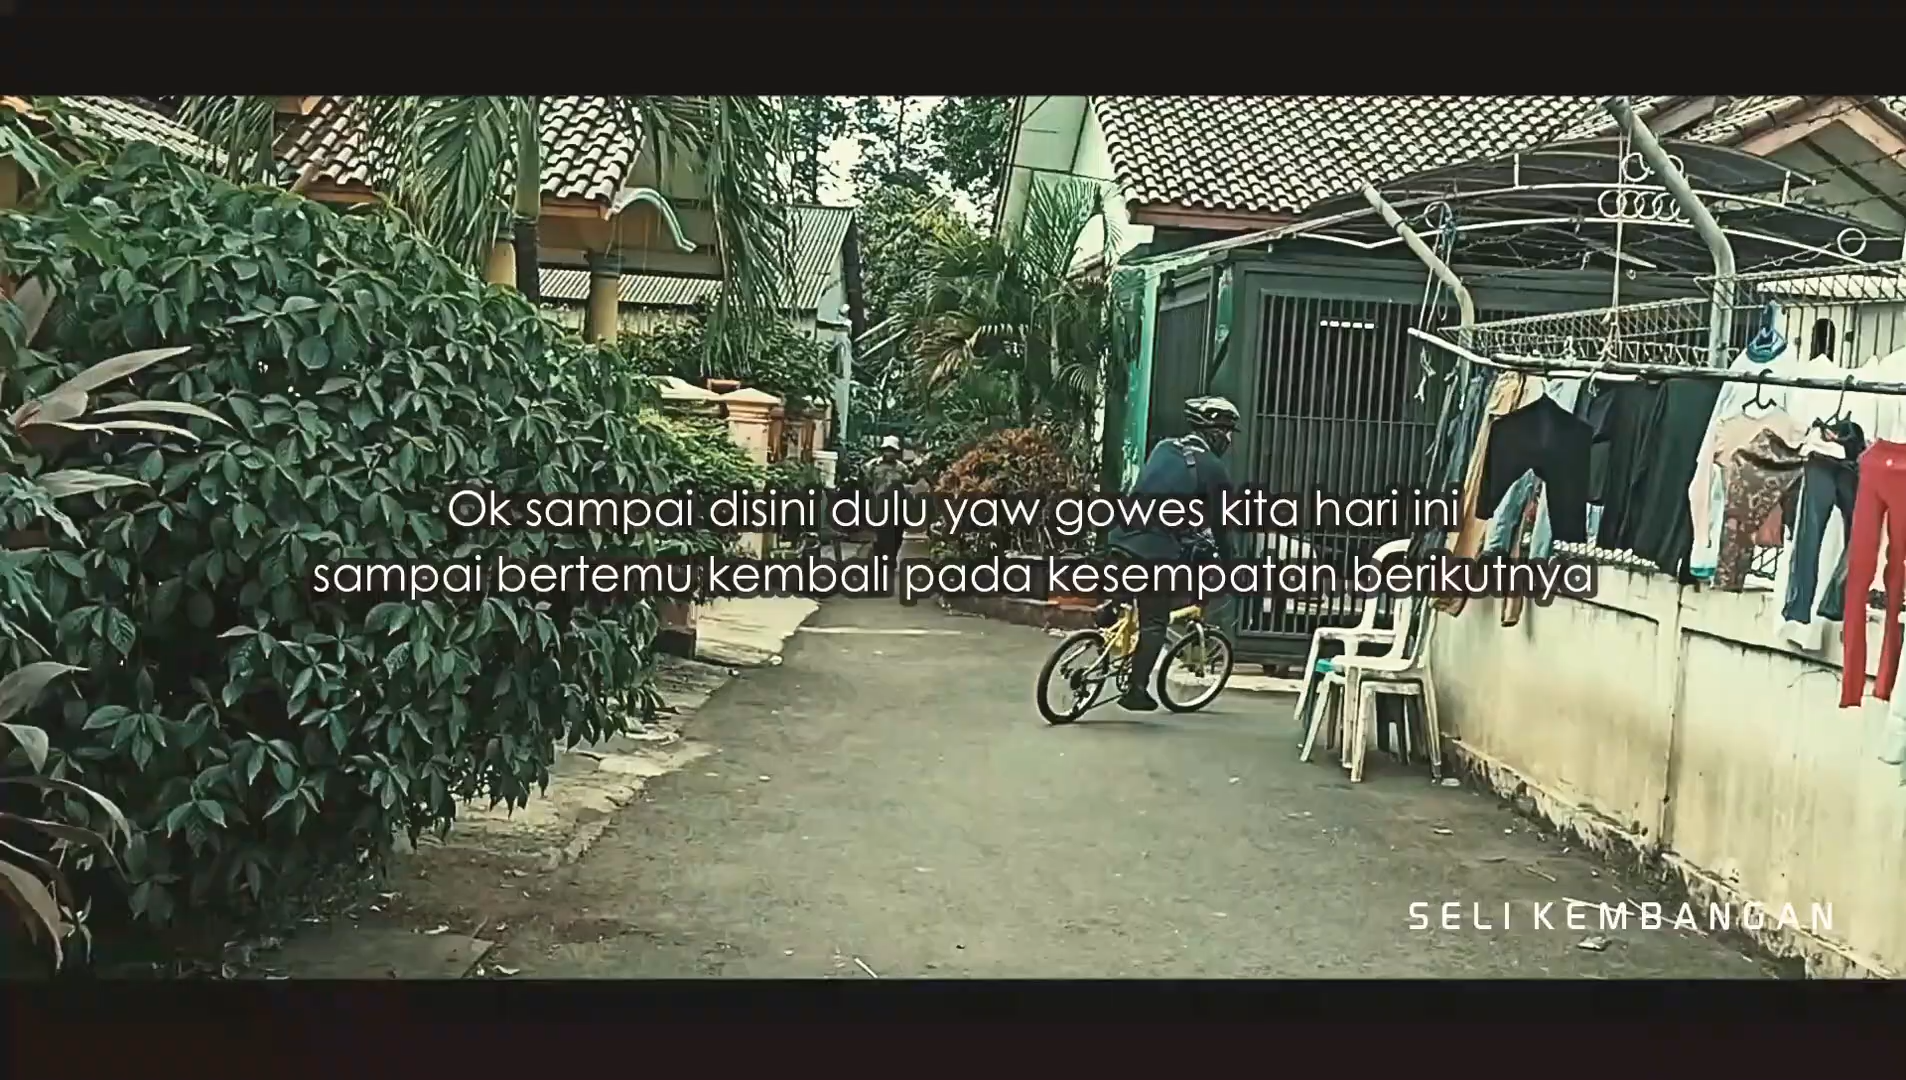 Ok sampai disini dulu yaw gowes kita hari ini
sampai bertemu kembali pada kesempatan berikutnya
SELI KEMBANGAN